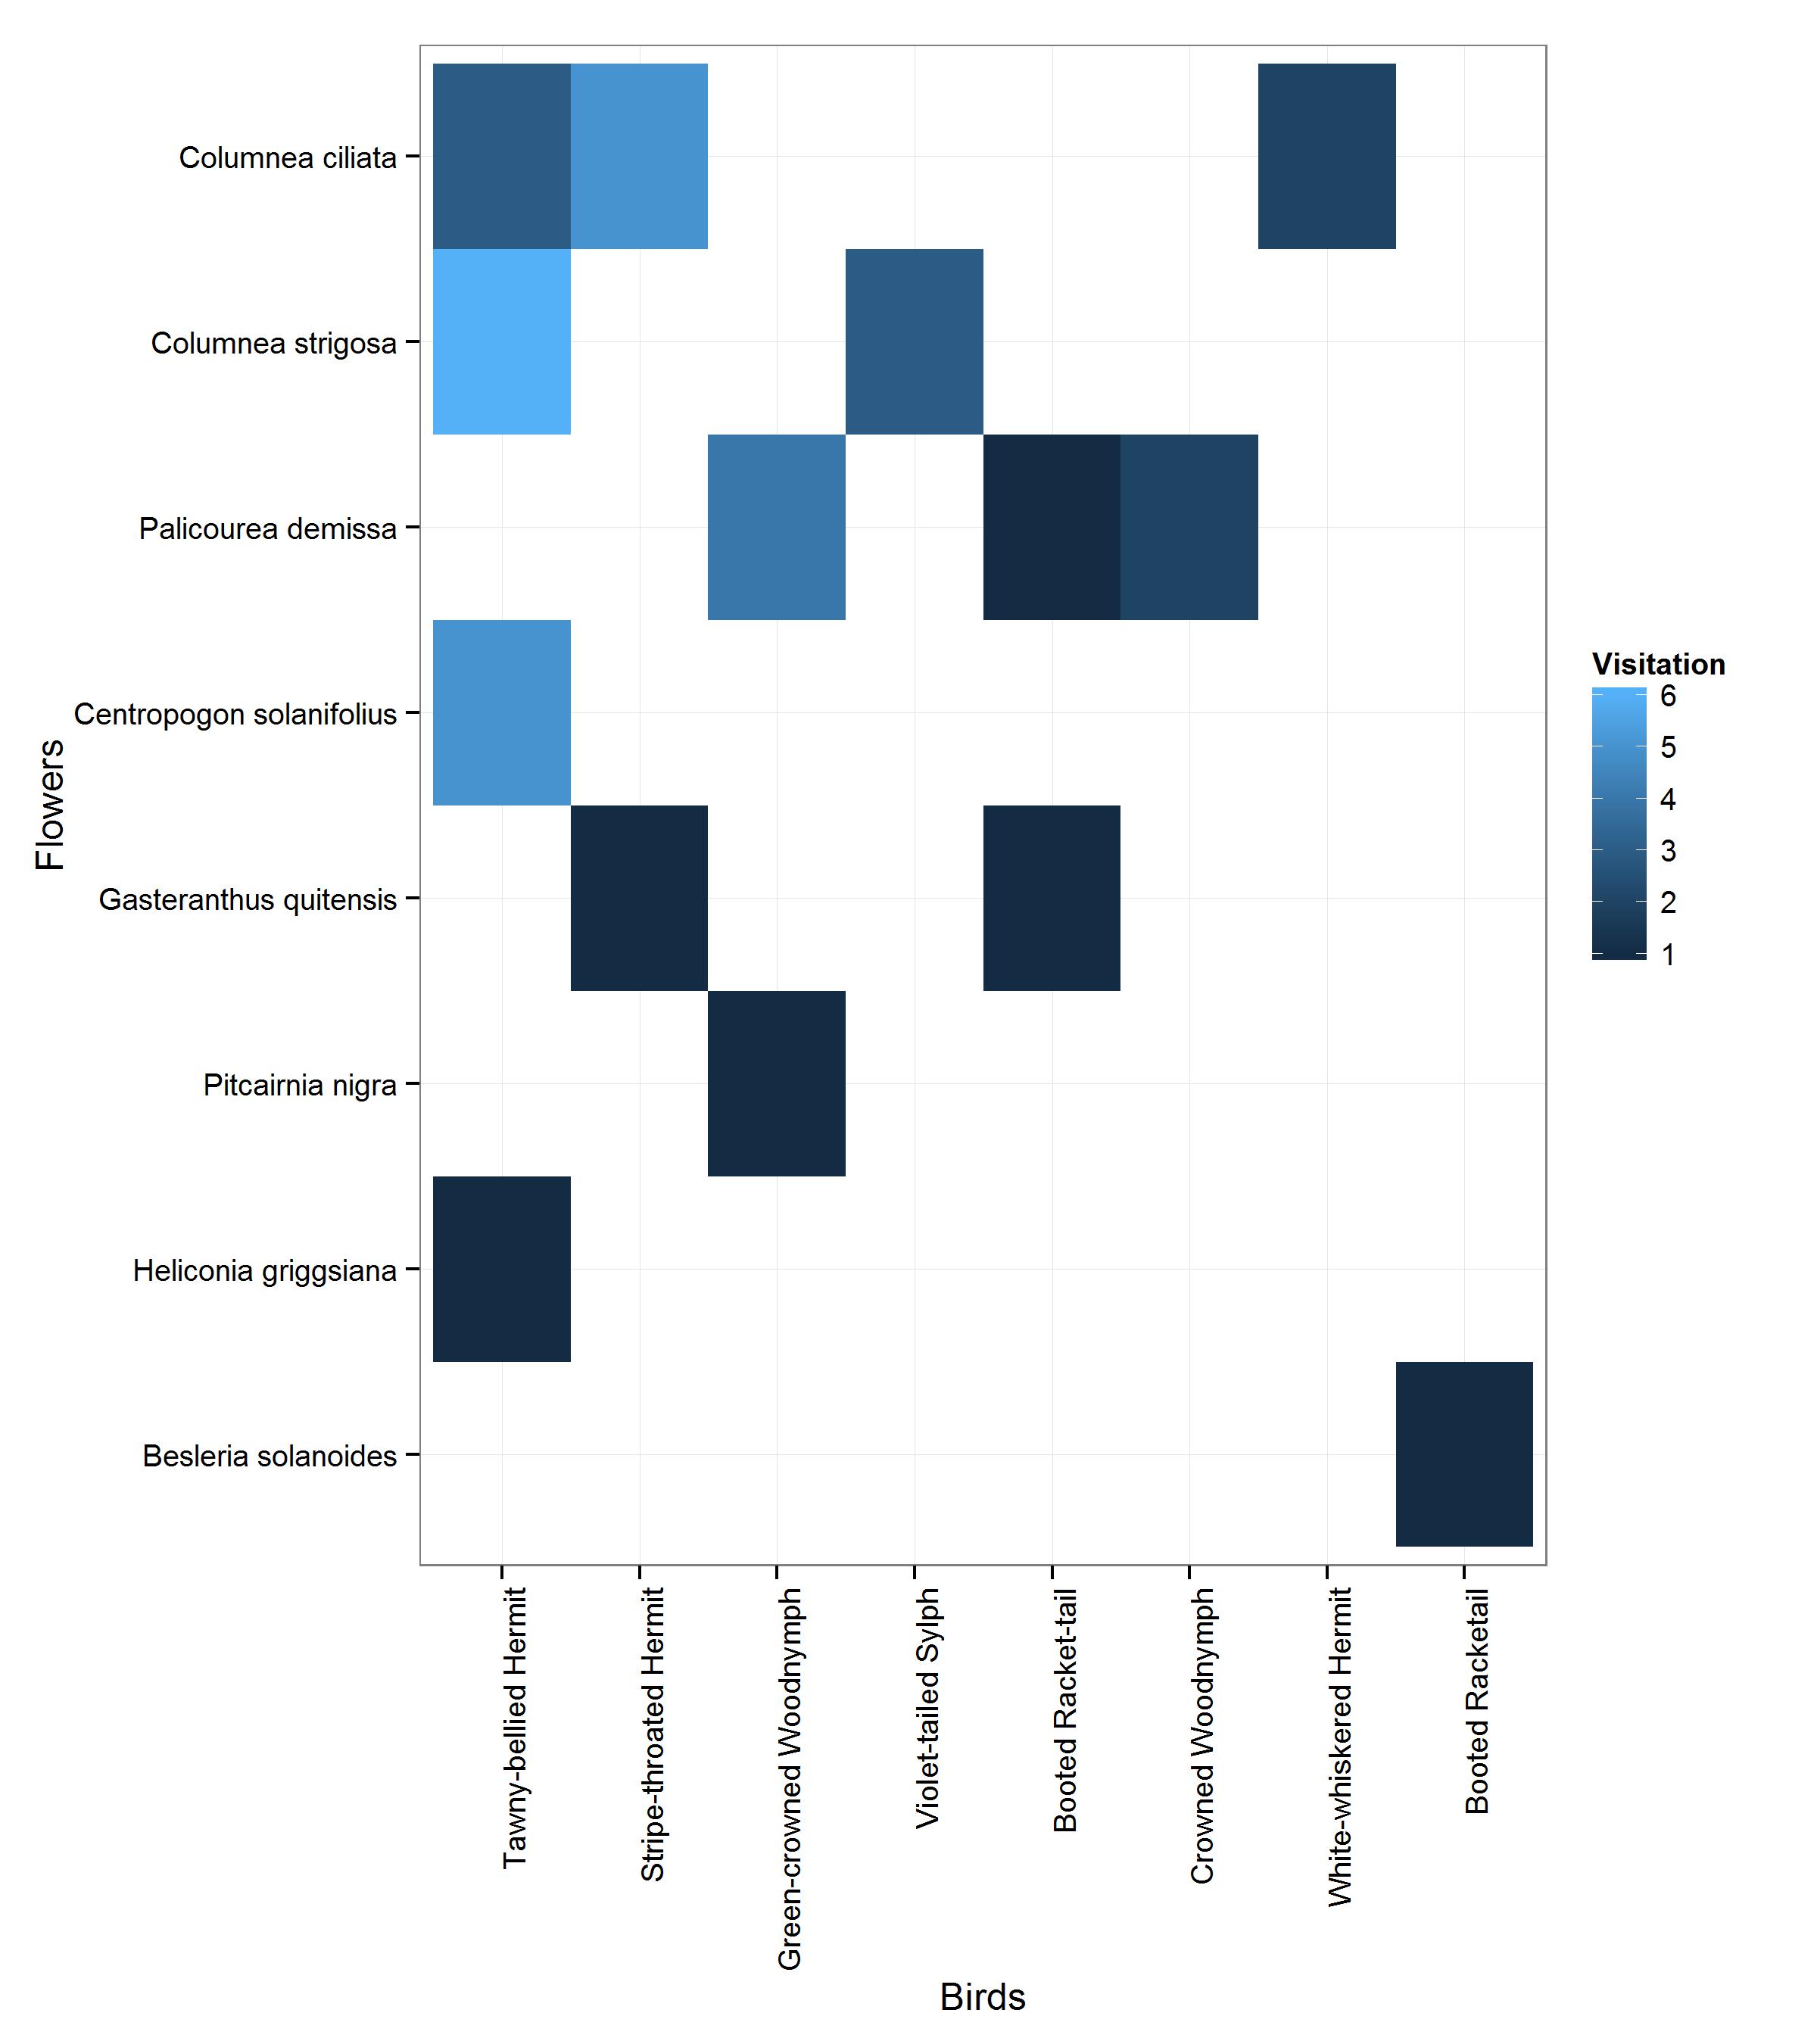 Columnea ciliata
Columnea strigosa
Palicourea demissa
Centropogon solanifolius
Gasteranthus quitensis
Pitcairnia nigra
Heliconia griggsiana
Besleria solanoides
Flowers
Visitation
6
5
4
3
2
1
Tawny-bellied Hermit
Stripe-throated Hermit
Green-crowned Woodnymph
Violet-tailed Sylph
Booted Racket-tail
Crowned Woodnymph
White-whiskered Hermit
Booted Racketail
Birds